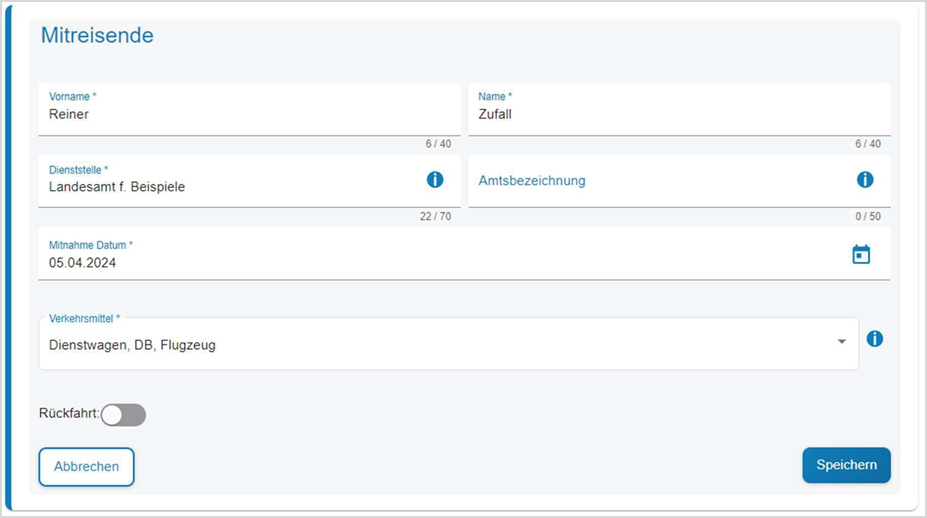 Mitreisende
Vorname *
Reiner
6 / 40
Name *
Zufall
6 / 40
Dienststelle *
Landesamt f. Beispiele
22 / 70
Amtsbezeichnung
0 / 50
Mitnahme Datum *
05.04.2024
Verkehrsmittel *
Dienstwagen, DB, Flugzeug
Rückfahrt:
Abbrechen
Speichern